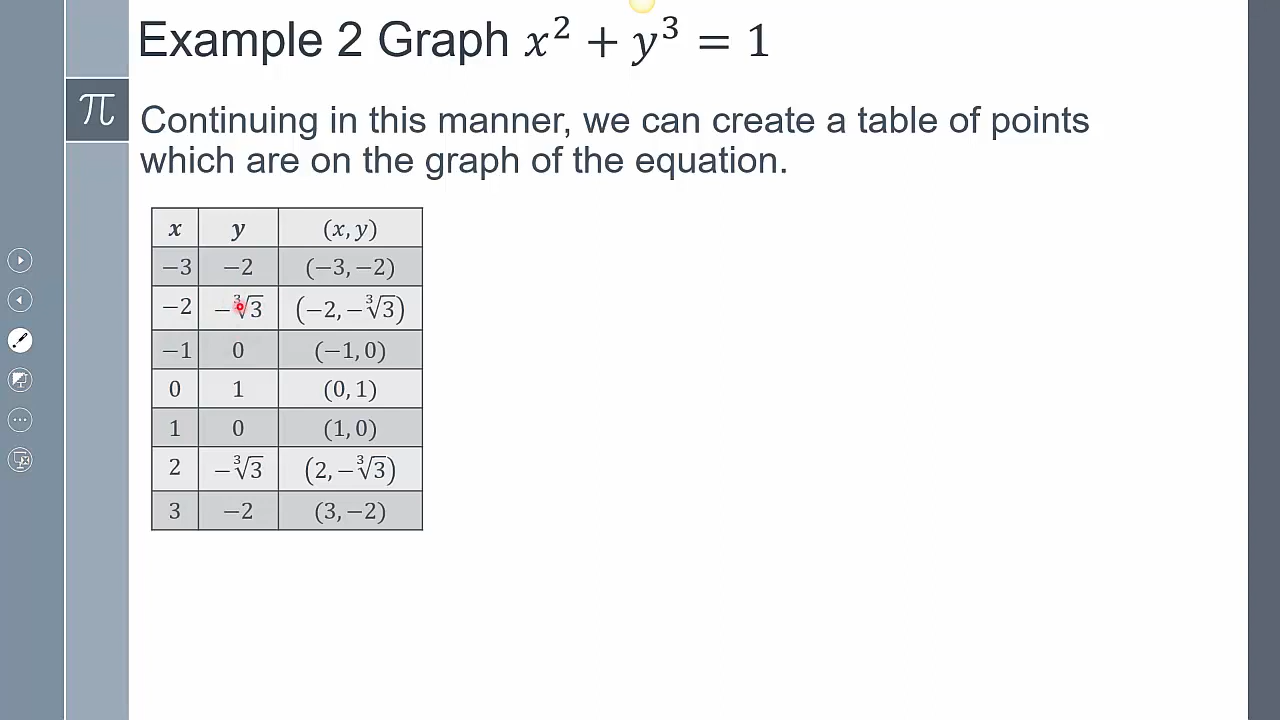 Example 2 Graph x² + y³ = 1
π
Continuing in this manner, we can create a table of points
which are on the graph of the equation.
x y (x, y)
−3 −2 (−3, −2)
−2 −∛3 (−2, −∛3)
−1 0 (−1, 0)
0 1 (0, 1)
1 0 (1, 0)
2 −∛3 (2, −∛3)
3 −2 (3, −2)